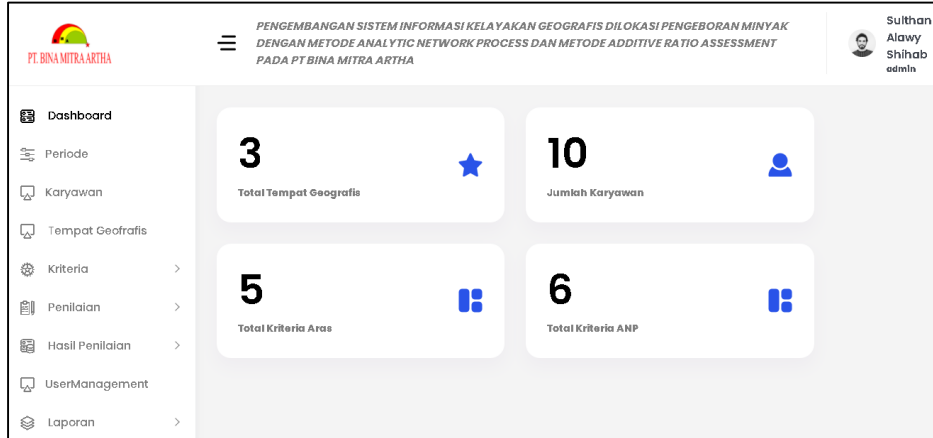 PT. BINA MITRA ARTHA
PENGEMBANGAN SISTEM INFORMASI KELAYAKAN GEOGRAFIS DILOKASI PENGEBORAN MINYAK
DENGAN METODE ANALYTIC NETWORK PROCESS DAN METODE ADDITIVE RATIO ASSESSMENT
PADA PT BINA MITRA ARTHA
Sulthan
Alawy
Shihab
admin
Dashboard
Periode
Karyawan
Tempat Geofrafis
Kriteria
Penilaian
Hasil Penilaian
UserManagement
Laporan
3
Total Tempat Geografis
10
Jumlah Karyawan
5
Total Kriteria Aras
6
Total Kriteria ANP